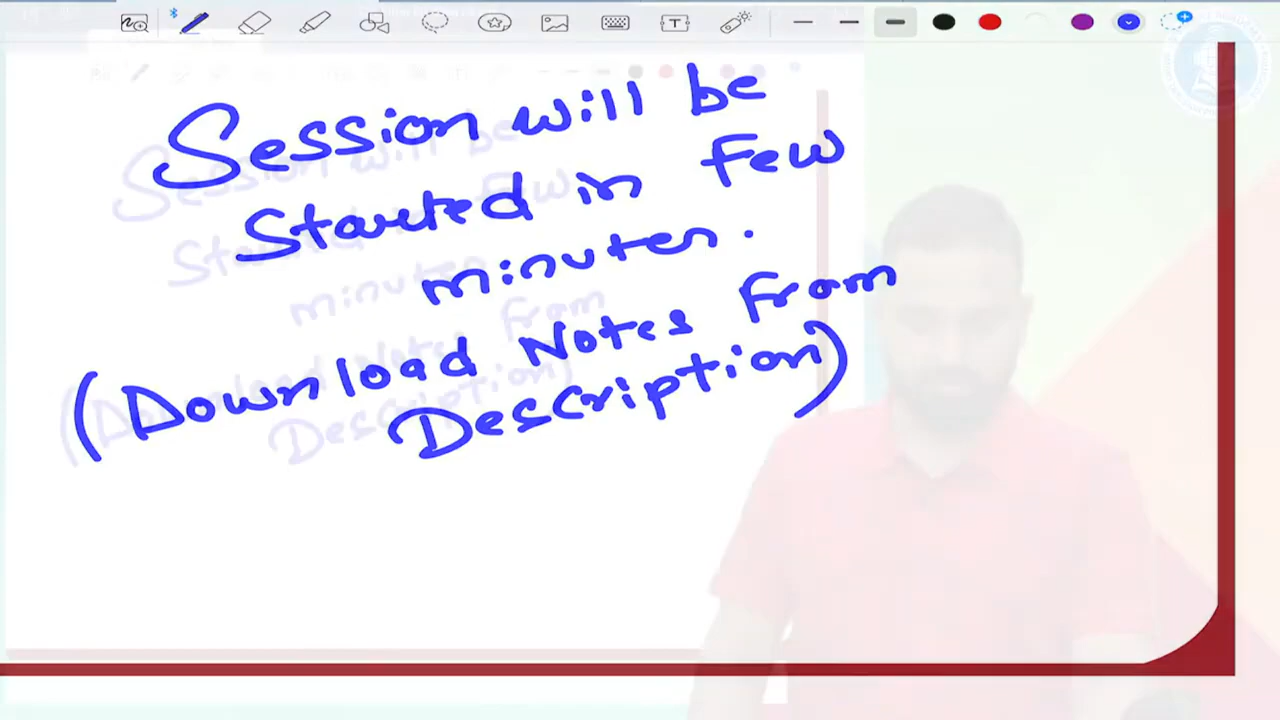 Session will be
Started in Few
minutes.
(Download Notes From
Description)